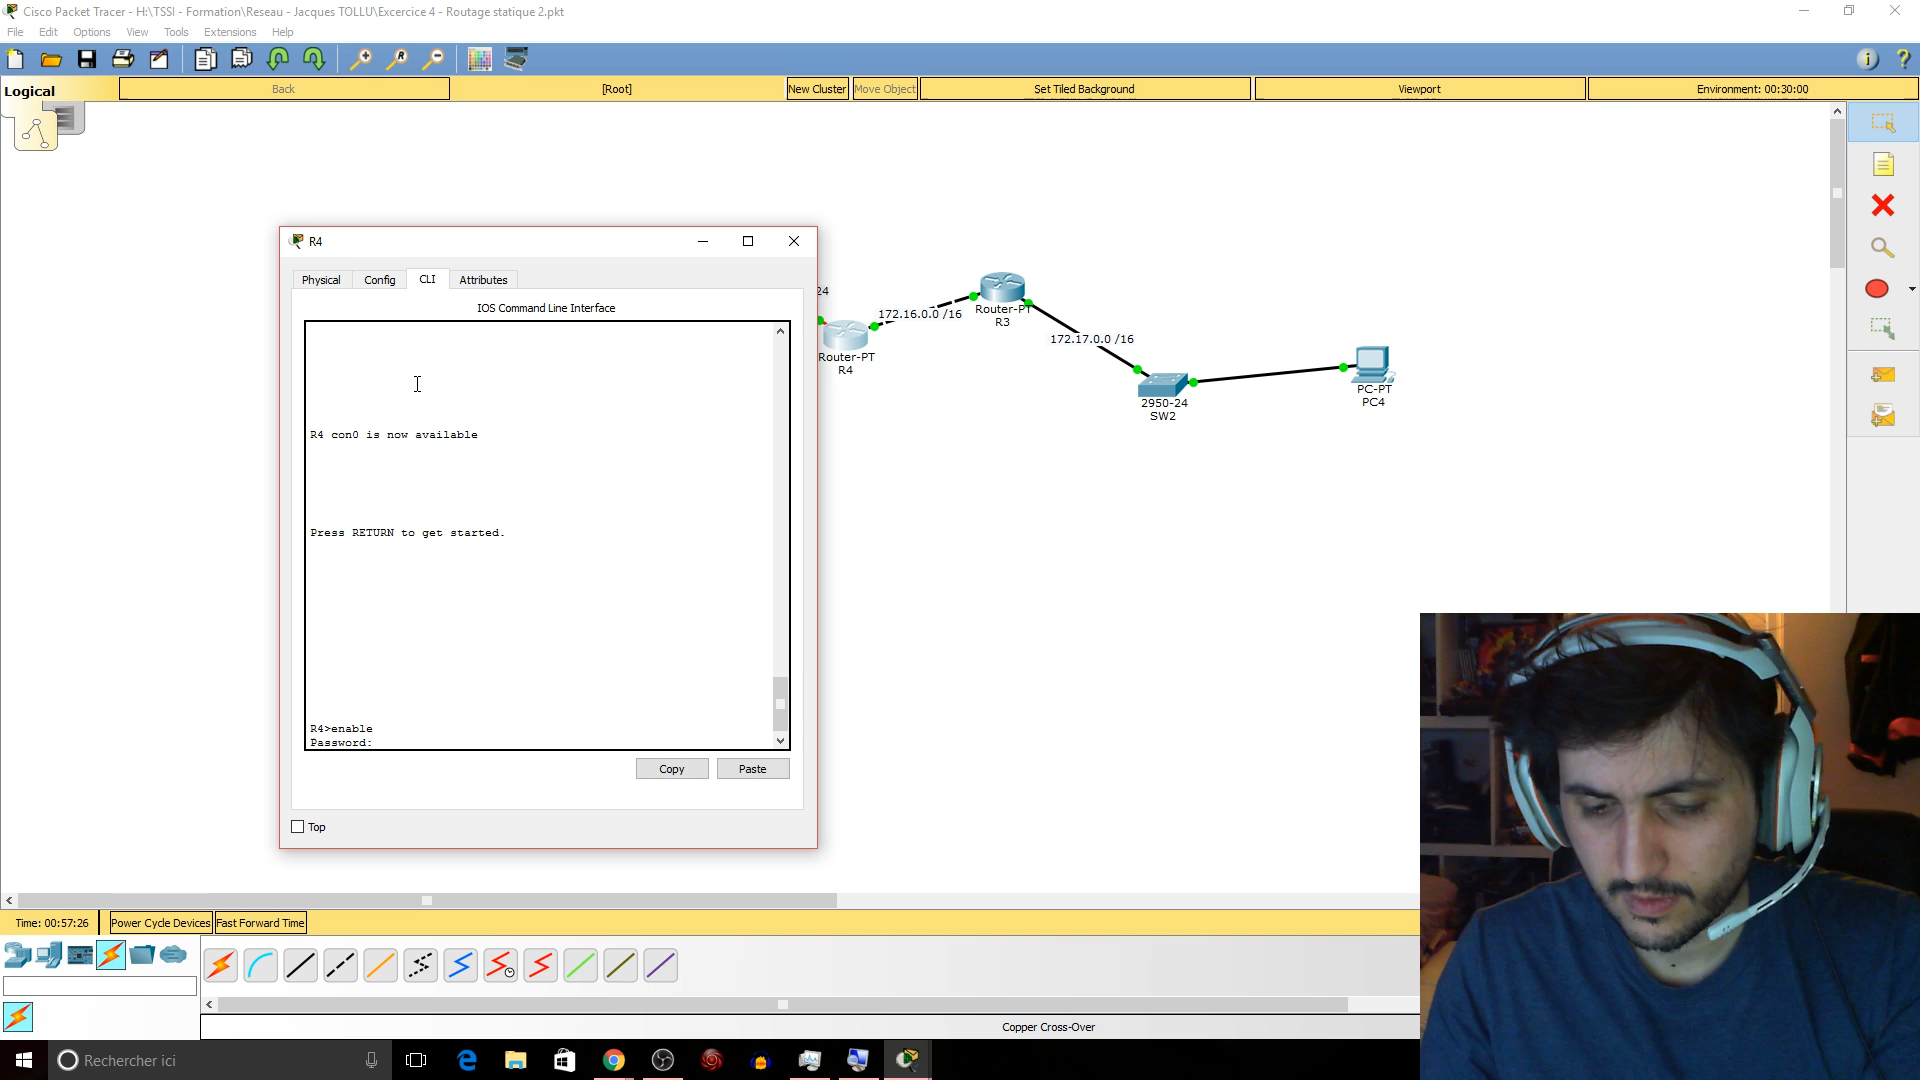 Cisco Packet Tracer - H:\TSSI - Formation\Reseau - Jacques TOLLU\Excercice 4 - Routage statique 2.pkt
File Edit Options View Tools Extensions Help
Logical
Back
[Root]
New Cluster
Move Object
Set Tiled Background
Viewport
Environment: 00:30:00
R4
Physical Config CLI Attributes
IOS Command Line Interface
R4 con0 is now available
Press RETURN to get started.
R4>enable
Password:
Copy
Paste
Top
24
Router-PT
R4
172.16.0.0 /16
Router-PT
R3
172.17.0.0 /16
2950-24
SW2
PC-PT
PC4
Time: 00:57:26
Power Cycle Devices
Fast Forward Time
Copper Cross-Over
Rechercher ici